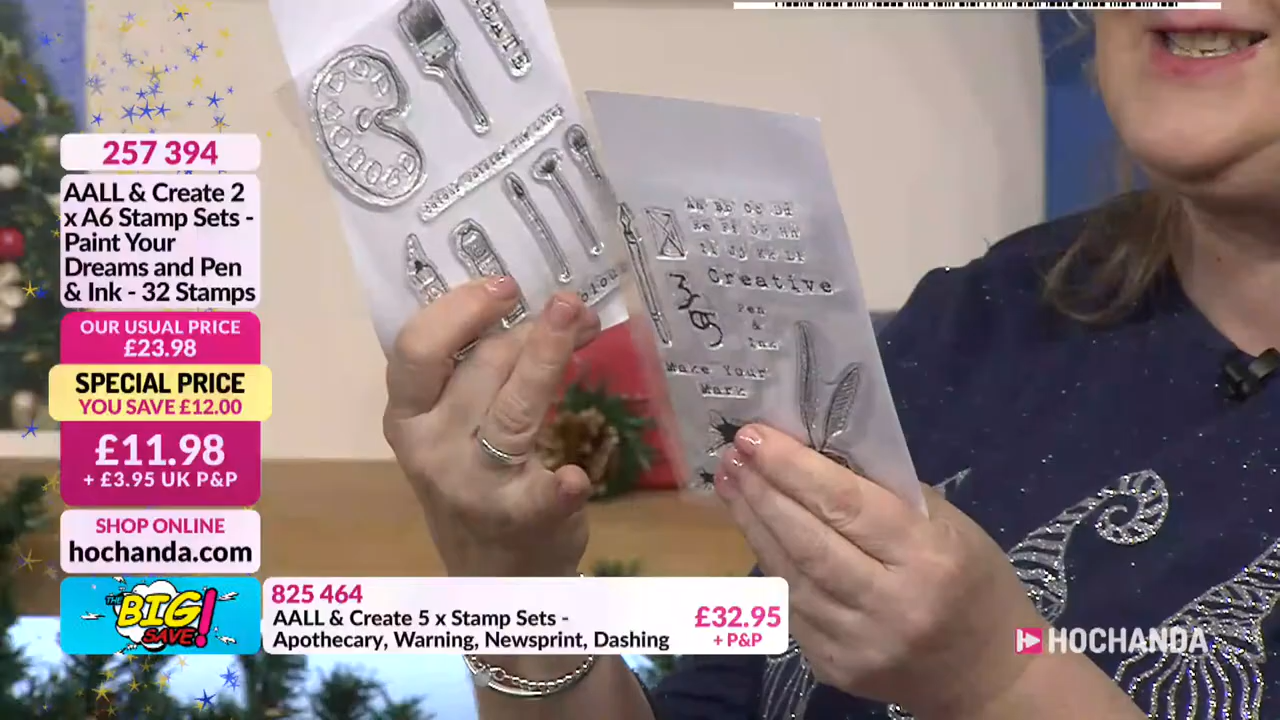 257 394
AALL & Create 2
x A6 Stamp Sets -
Paint Your
Dreams and Pen
& Ink - 32 Stamps
OUR USUAL PRICE
£23.98
SPECIAL PRICE
YOU SAVE £12.00
£11.98
+ £3.95 UK P&P
SHOP ONLINE
hochanda.com
THE
BIG
SAVE!
825 464
AALL & Create 5 x Stamp Sets -
Apothecary, Warning, Newsprint, Dashing
£32.95
+ P&P
HOCHANDA
Creative
Pen
&
Ink
Make Your
Mark